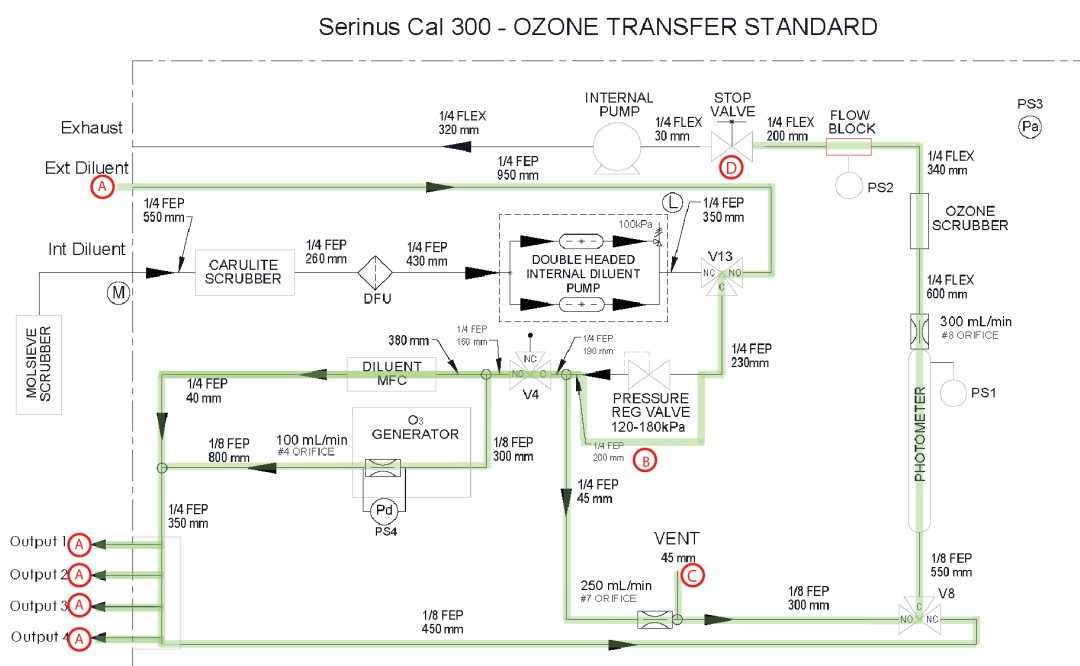 Serinus Cal 300 - OZONE TRANSFER STANDARD
Exhaust
1/4 FLEX
320 mm
INTERNAL
PUMP
1/4 FLEX
30 mm
STOP
VALVE
D
1/4 FLEX
200 mm
FLOW
BLOCK
PS2
PS3
Pa
1/4 FLEX
340 mm
Ext Diluent
A
1/4 FEP
950 mm
1/4 FEP
550 mm
Int Diluent
M
MOLSIEVE
SCRUBBER
CARULITE
SCRUBBER
1/4 FEP
260 mm
DFU
1/4 FEP
430 mm
100kPa
DOUBLE HEADED
INTERNAL DILUENT
PUMP
L
1/4 FEP
350 mm
V13
NC
NO
C
OZONE
SCRUBBER
1/4 FLEX
600 mm
300 mL/min
#8 ORIFICE
PS1
PHOTOMETER
380 mm
1/4 FEP
160 mm
NC
NO
C
V4
1/4 FEP
190 mm
1/4 FEP
230mm
PRESSURE
REG VALVE
120-180kPa
1/4 FEP
200 mm
B
DILUENT
MFC
1/4 FEP
40 mm
O3
GENERATOR
100 mL/min
#4 ORIFICE
1/8 FEP
800 mm
1/8 FEP
300 mm
Pd
PS4
1/4 FEP
45 mm
1/4 FEP
350 mm
Output 1
A
Output 2
A
Output 3
A
Output 4
A
VENT
45 mm
C
250 mL/min
#7 ORIFICE
1/8 FEP
300 mm
1/8 FEP
550 mm
V8
C
NO
NC
1/8 FEP
450 mm